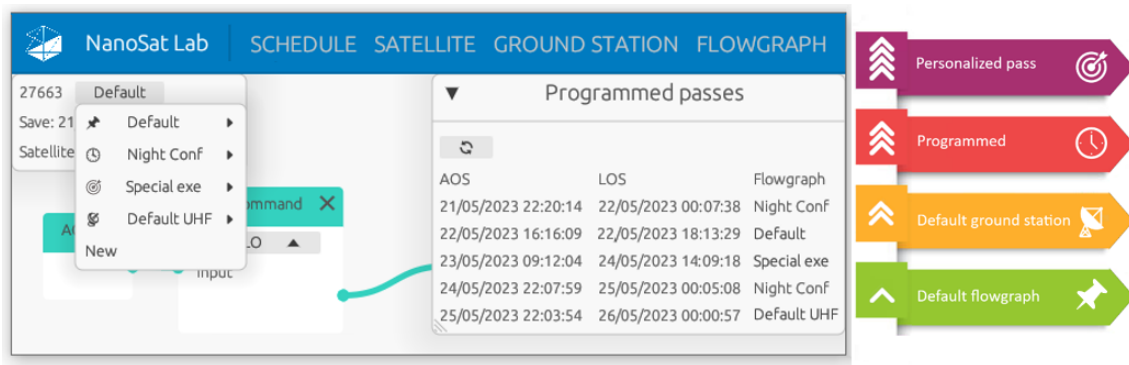 NanoSat Lab SCHEDULE SATELLITE GROUND STATION FLOWGRAPH
27663 Default
Save: 21
Satellite
Default
Night Conf
Special exe
Default UHF
New
mmand
LO
Input
Programmed passes
AOS LOS Flowgraph
21/05/2023 22:20:14 22/05/2023 00:07:38 Night Conf
22/05/2023 16:16:09 22/05/2023 18:13:29 Default
23/05/2023 09:12:04 24/05/2023 14:09:18 Special exe
24/05/2023 22:07:59 25/05/2023 00:05:08 Night Conf
25/05/2023 22:03:54 26/05/2023 00:00:57 Default UHF
Personalized pass
Programmed
Default ground station
Default flowgraph